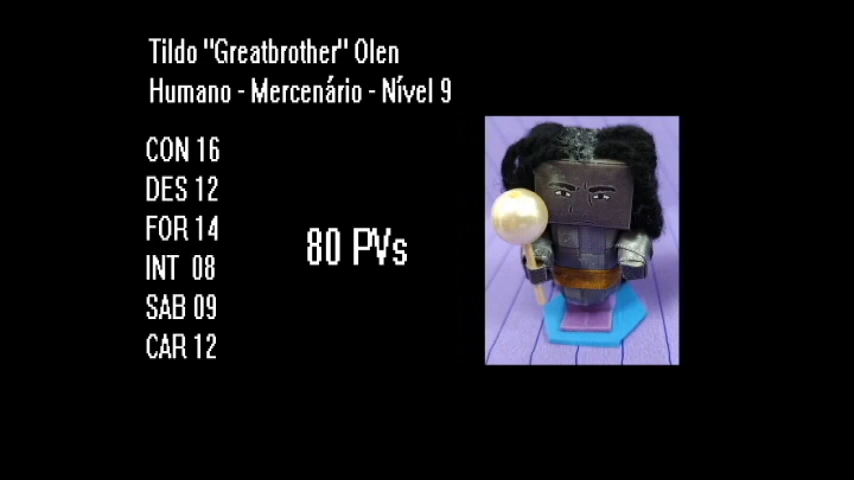 Tildo "Greatbrother" Olen
Humano - Mercenário - Nível 9
CON 16
DES 12
FOR 14
INT 08
SAB 09
CAR 12
80 PVs